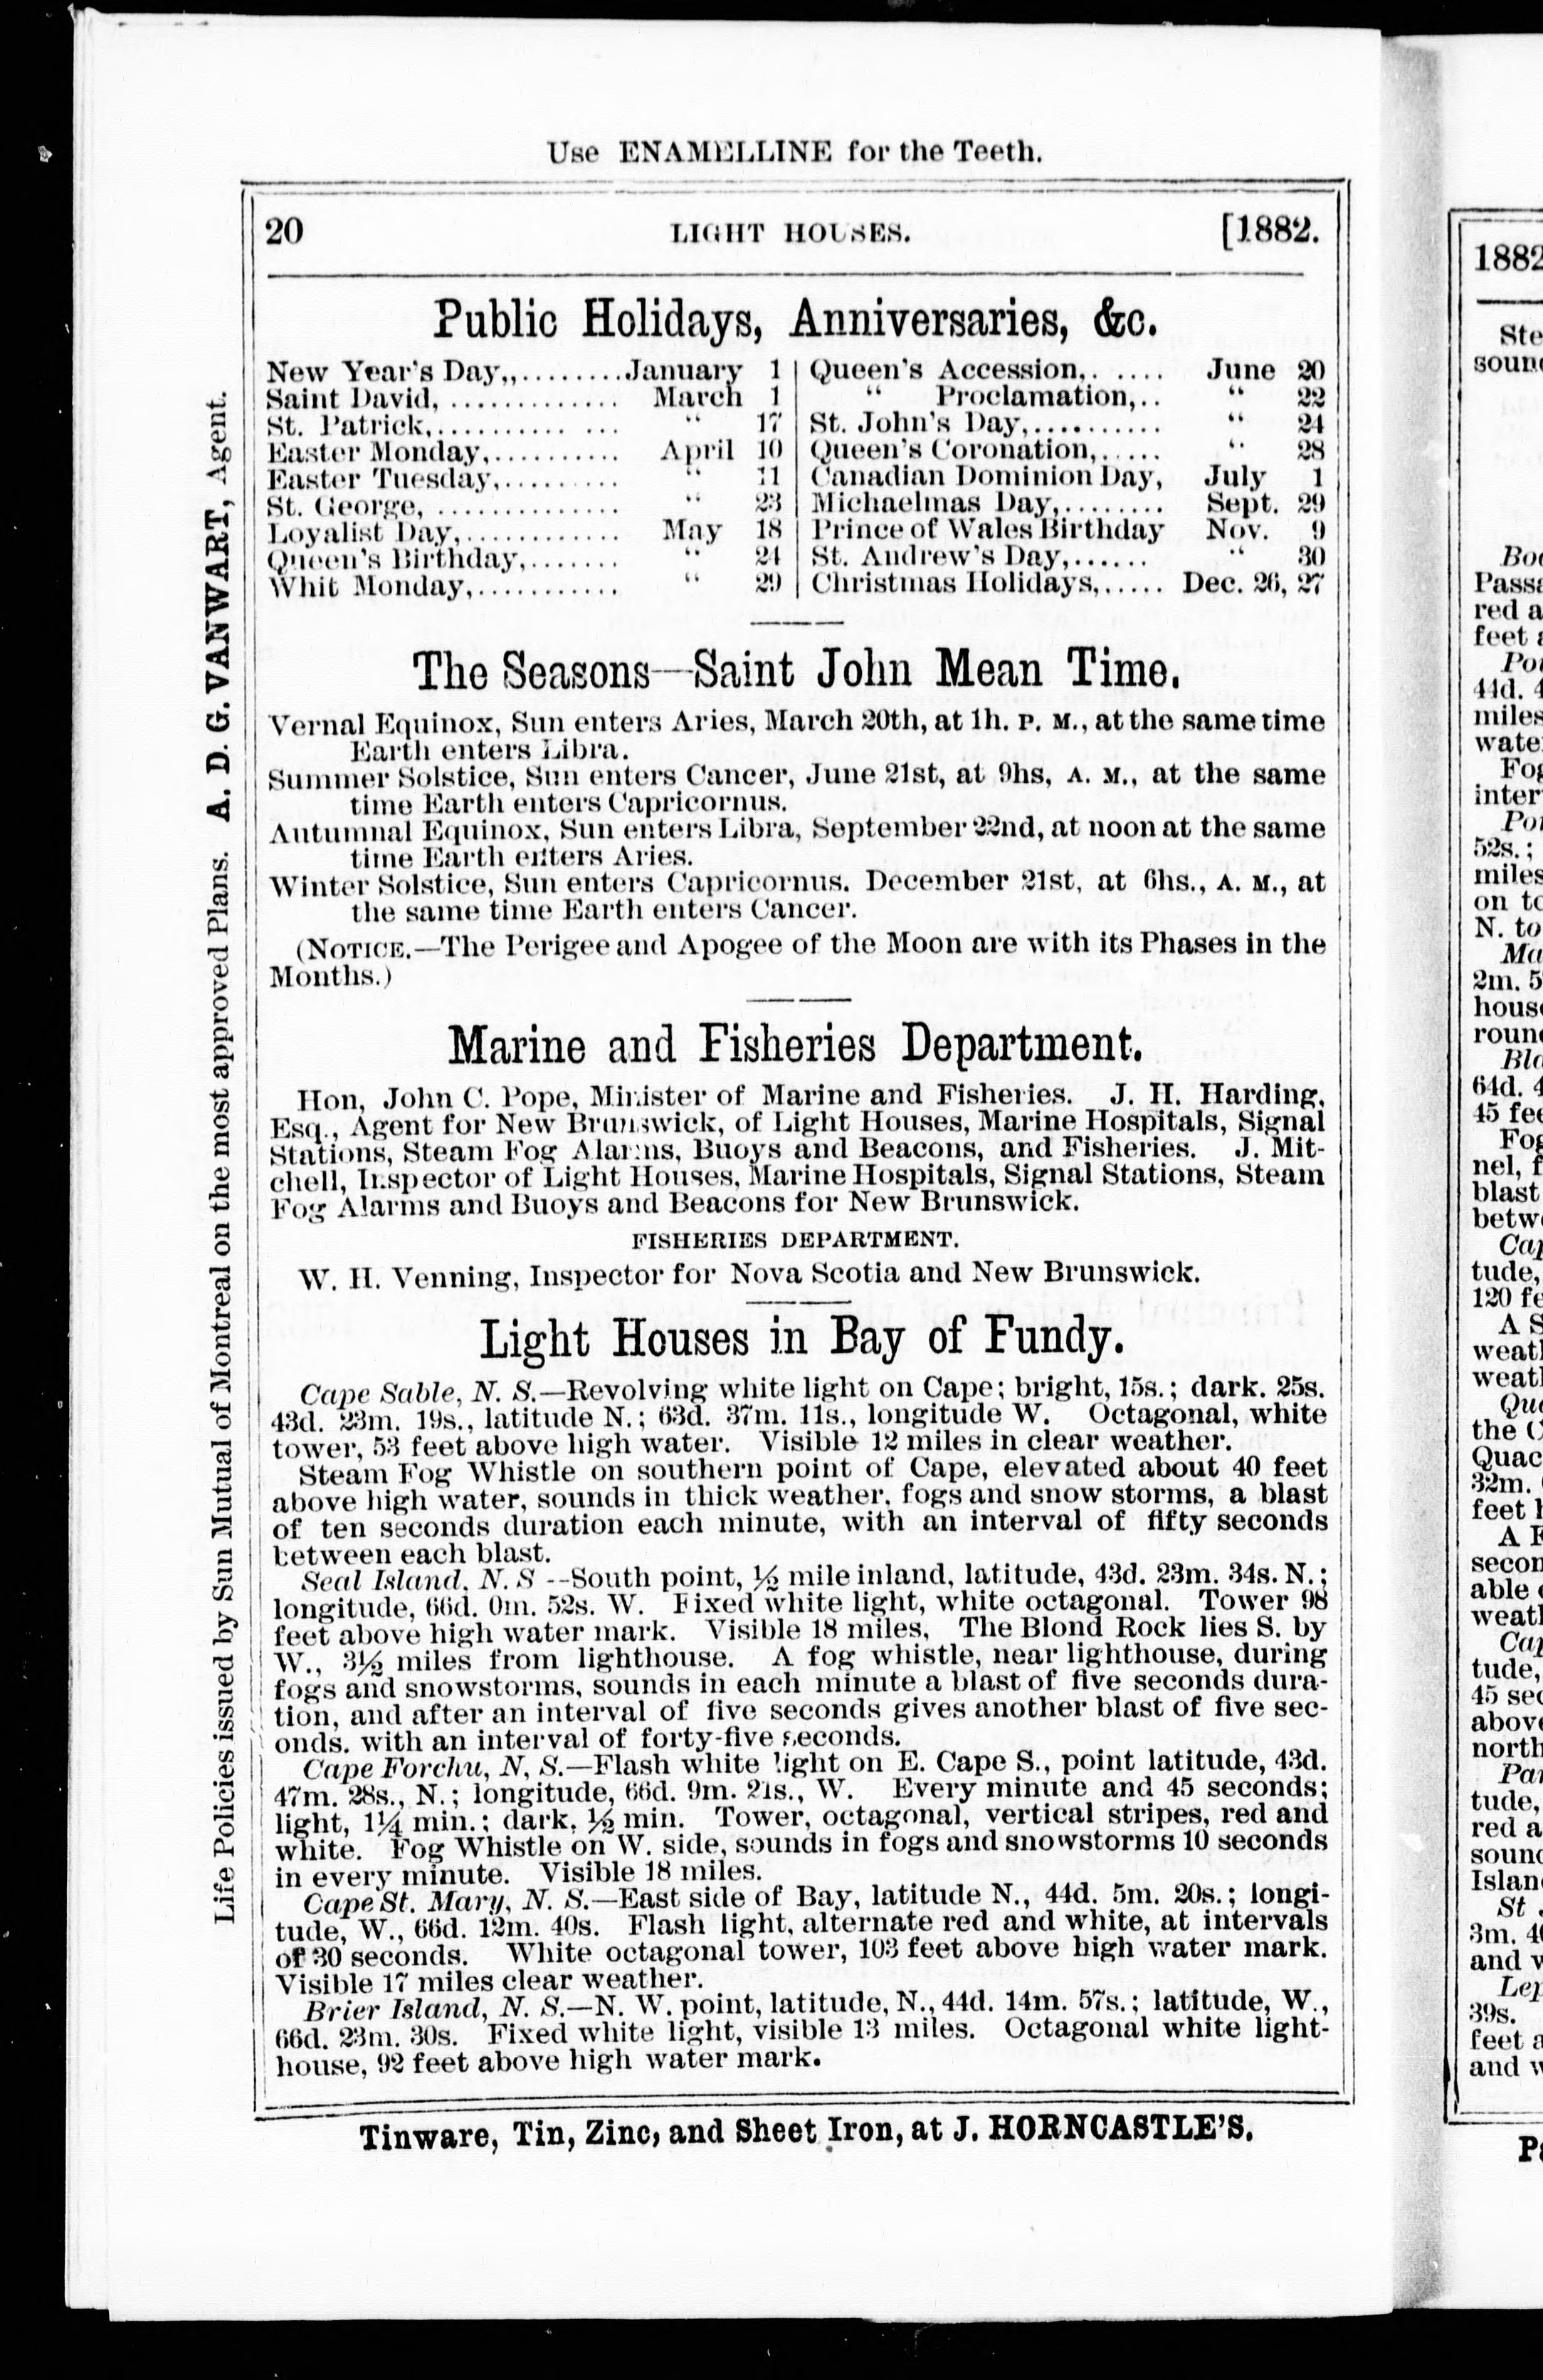 Use ENAMELLINE for the Teeth.
20 LIGHT HOUSES. [1882.
Public Holidays, Anniversaries, &c.
New Year's Day,,........January 1
Saint David, ............. March 1
St. Patrick,.......... ... “ 17
Easter Monday,........... April 10
Easter Tuesday,.......... “ 11
St. George, ............... “ 23
Loyalist Day,............. May 18
Queen's Birthday,....... “ 24
Whit Monday,........... “ 29
Queen's Accession,. ..... June 20
“ Proclamation,.. “ 22
St. John's Day,........... “ 24
Queen's Coronation,...... “ 28
Canadian Dominion Day, July 1
Michaelmas Day,......... Sept. 29
Prince of Wales Birthday Nov. 9
St. Andrew's Day,...... “ 30
Christmas Holidays,..... Dec. 26, 27
The Seasons—Saint John Mean Time.
Vernal Equinox, Sun enters Aries, March 20th, at 1h. P. M., at the same time
Earth enters Libra.
Summer Solstice, Sun enters Cancer, June 21st, at 9hs, A. M., at the same
time Earth enters Capricornus.
Autumnal Equinox, Sun enters Libra, September 22nd, at noon at the same
time Earth enters Aries.
Winter Solstice, Sun enters Capricornus. December 21st, at 6hs., A. M., at
the same time Earth enters Cancer.
(NOTICE.—The Perigee and Apogee of the Moon are with its Phases in the
Months.)
Marine and Fisheries Department.
Hon, John C. Pope, Minister of Marine and Fisheries. J. H. Harding,
Esq., Agent for New Brunswick, of Light Houses, Marine Hospitals, Signal
Stations, Steam Fog Alarms, Buoys and Beacons, and Fisheries. J. Mit-
chell, Inspector of Light Houses, Marine Hospitals, Signal Stations, Steam
Fog Alarms and Buoys and Beacons for New Brunswick.
FISHERIES DEPARTMENT.
W. H. Venning, Inspector for Nova Scotia and New Brunswick.
Light Houses in Bay of Fundy.
Cape Sable, N. S.—Revolving white light on Cape; bright, 15s.; dark. 25s.
43d. 23m. 19s., latitude N.; 63d. 37m. 11s., longitude W. Octagonal, white
tower, 53 feet above high water. Visible 12 miles in clear weather.
Steam Fog Whistle on southern point of Cape, elevated about 40 feet
above high water, sounds in thick weather, fogs and snow storms, a blast
of ten seconds duration each minute, with an interval of fifty seconds
between each blast.
Seal Island, N. S --South point, ½ mile inland, latitude, 43d. 23m. 34s. N.;
longitude, 66d. 0m. 52s. W. Fixed white light, white octagonal. Tower 98
feet above high water mark. Visible 18 miles, The Blond Rock lies S. by
W., 3½ miles from lighthouse. A fog whistle, near lighthouse, during
fogs and snowstorms, sounds in each minute a blast of five seconds dura-
tion, and after an interval of five seconds gives another blast of five sec-
onds. with an interval of forty-five seconds.
Cape Forchu, N, S.—Flash white light on E. Cape S., point latitude, 43d.
47m. 28s., N.; longitude, 66d. 9m. 21s., W. Every minute and 45 seconds;
light, 1¼ min.; dark, ½ min. Tower, octagonal, vertical stripes, red and
white. Fog Whistle on W. side, sounds in fogs and snowstorms 10 seconds
in every minute. Visible 18 miles.
Cape St. Mary, N. S.—East side of Bay, latitude N., 44d. 5m. 20s.; longi-
tude, W., 66d. 12m. 40s. Flash light, alternate red and white, at intervals
of 30 seconds. White octagonal tower, 103 feet above high water mark.
Visible 17 miles clear weather.
Brier Island, N. S.—N. W. point, latitude, N., 44d. 14m. 57s.; latitude, W.,
66d. 23m. 30s. Fixed white light, visible 13 miles. Octagonal white light-
house, 92 feet above high water mark.
Tinware, Tin, Zinc, and Sheet Iron, at J. HORNCASTLE'S.
Life Policies issued by Sun Mutual of Montreal on the most approved Plans. A. D. G. VANWART, Agent.
1882